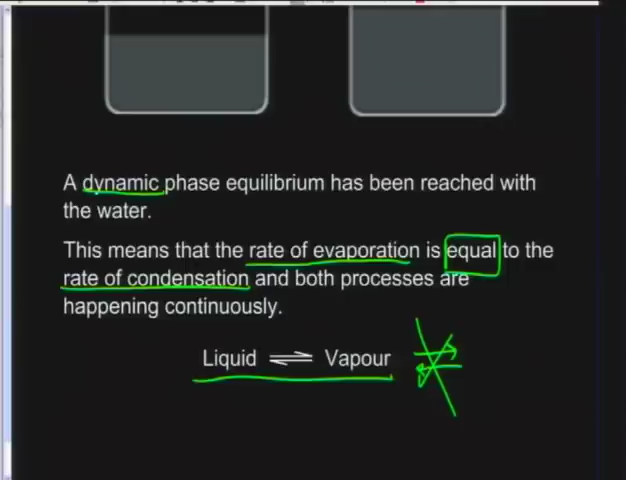 A dynamic phase equilibrium has been reached with
the water.
This means that the rate of evaporation is equal to the
rate of condensation and both processes are
happening continuously.
Liquid ⇌ Vapour